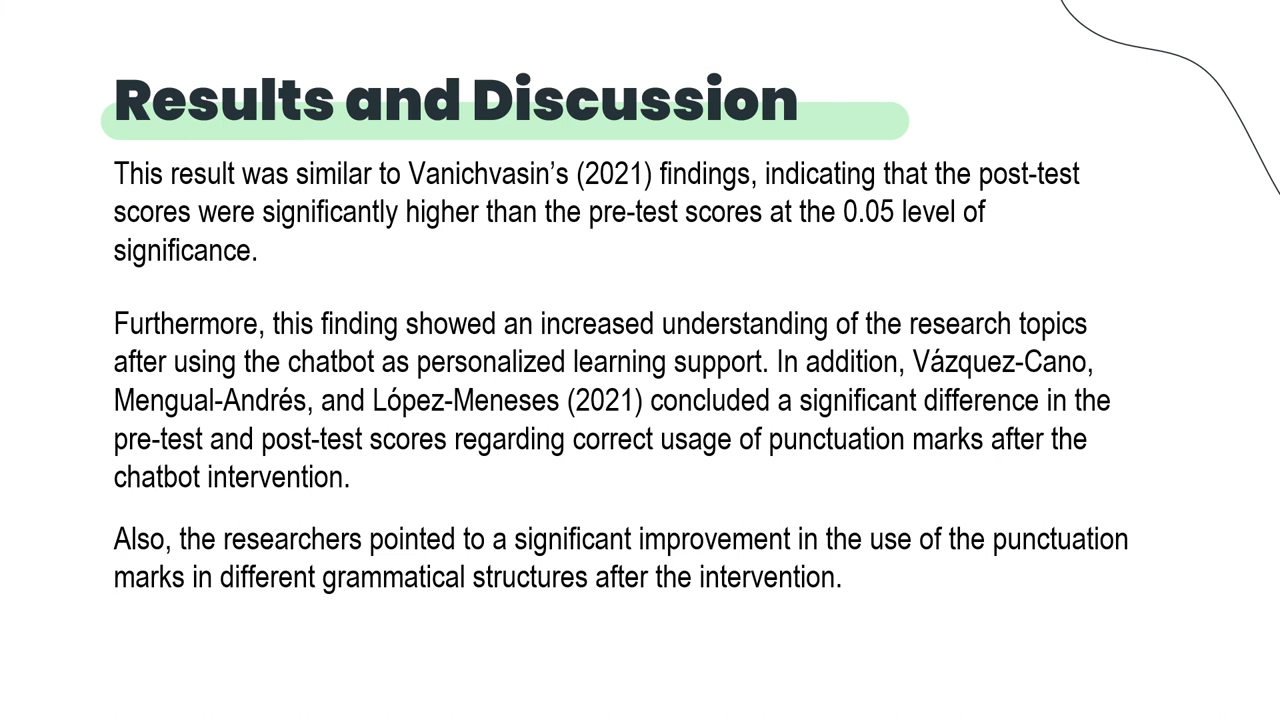 Results and Discussion
This result was similar to Vanichvasin’s (2021) findings, indicating that the post-test
scores were significantly higher than the pre-test scores at the 0.05 level of
significance.
Furthermore, this finding showed an increased understanding of the research topics
after using the chatbot as personalized learning support. In addition, Vázquez-Cano,
Mengual-Andrés, and López-Meneses (2021) concluded a significant difference in the
pre-test and post-test scores regarding correct usage of punctuation marks after the
chatbot intervention.
Also, the researchers pointed to a significant improvement in the use of the punctuation
marks in different grammatical structures after the intervention.